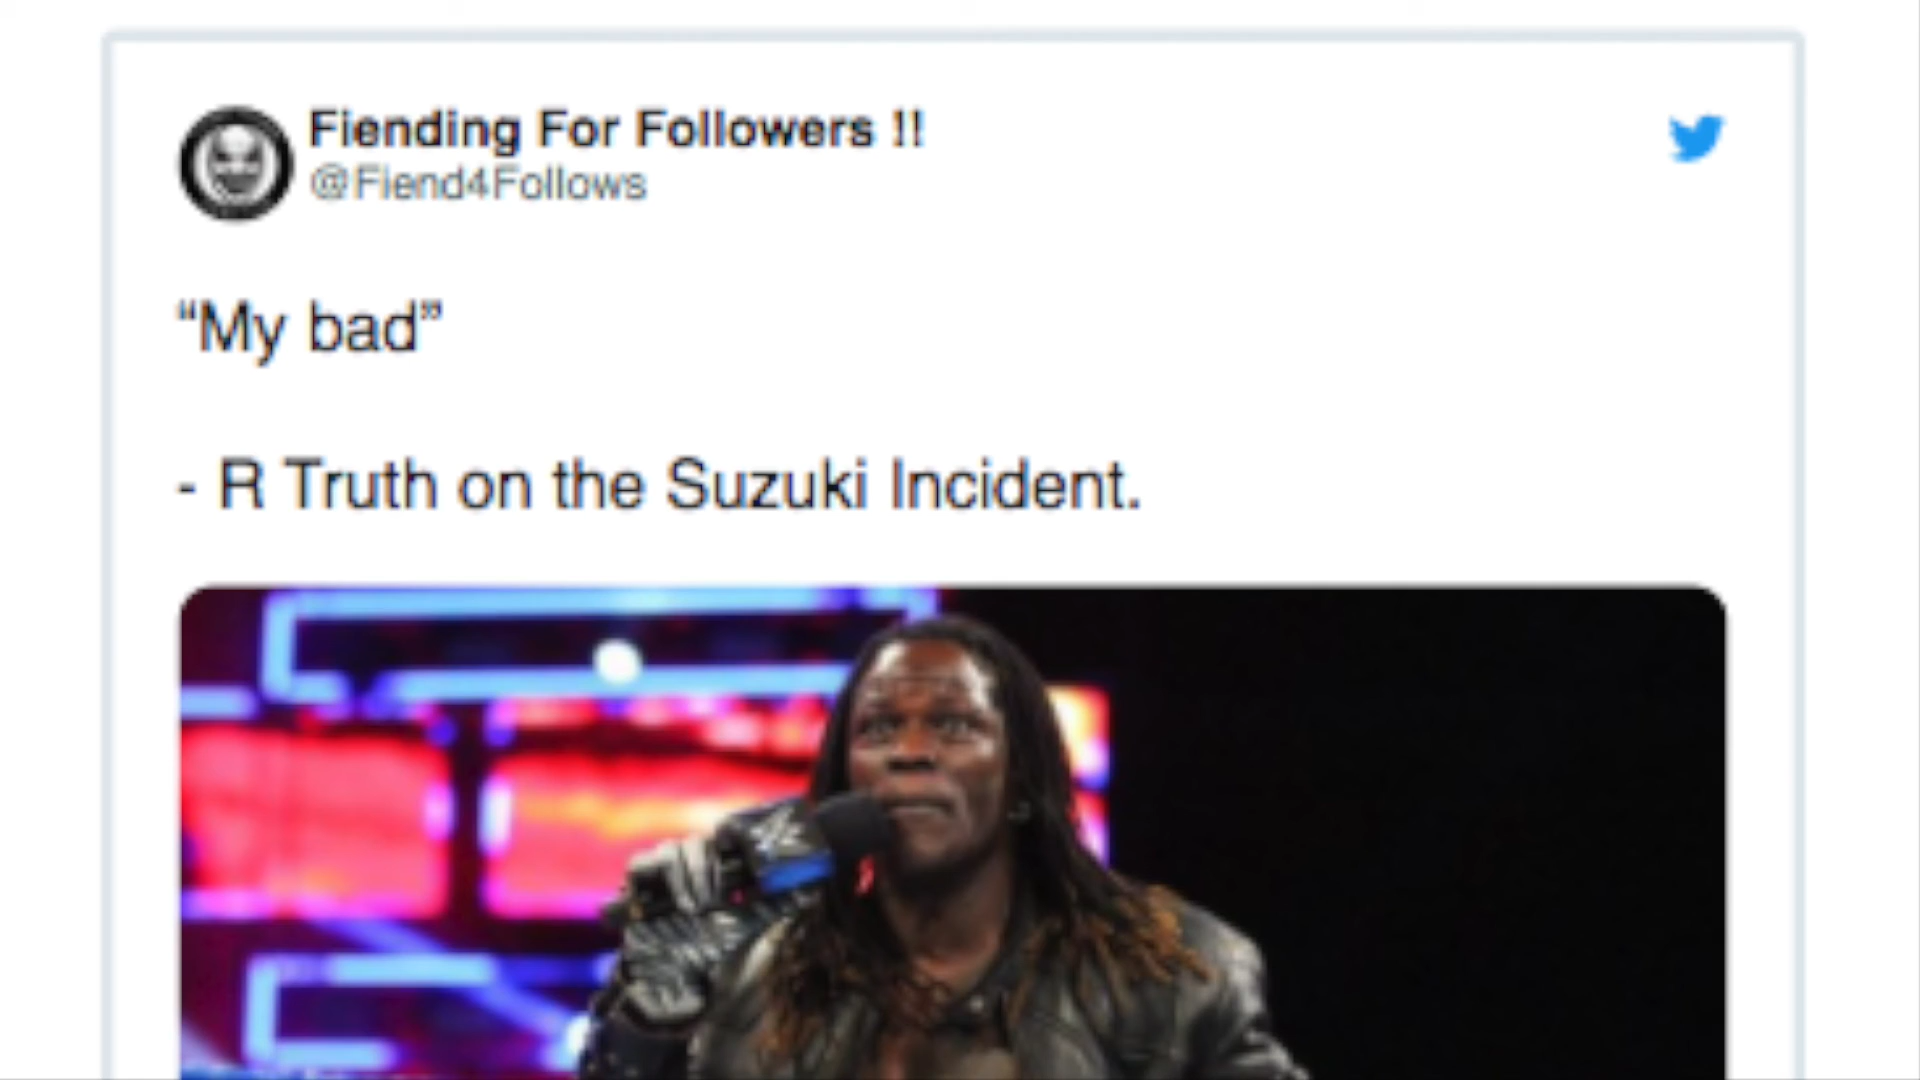 Fiending For Followers !!
@Fiend4Follows
“My bad”
- R Truth on the Suzuki Incident.